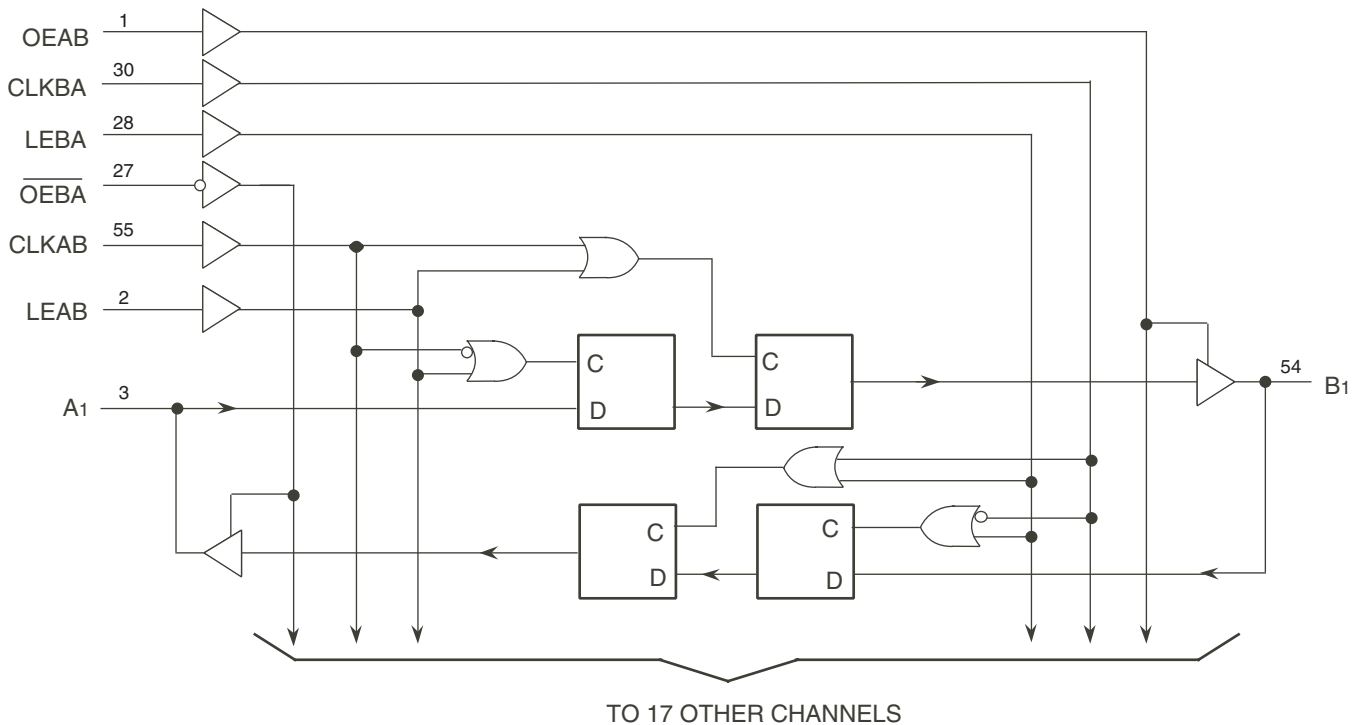 OEAB 1
CLKBA 30
LEBA 28
OEBA 27
CLKAB 55
LEAB 2
C
C
54
B1
A1 3
D
D
C
C
D
D
TO 17 OTHER CHANNELS